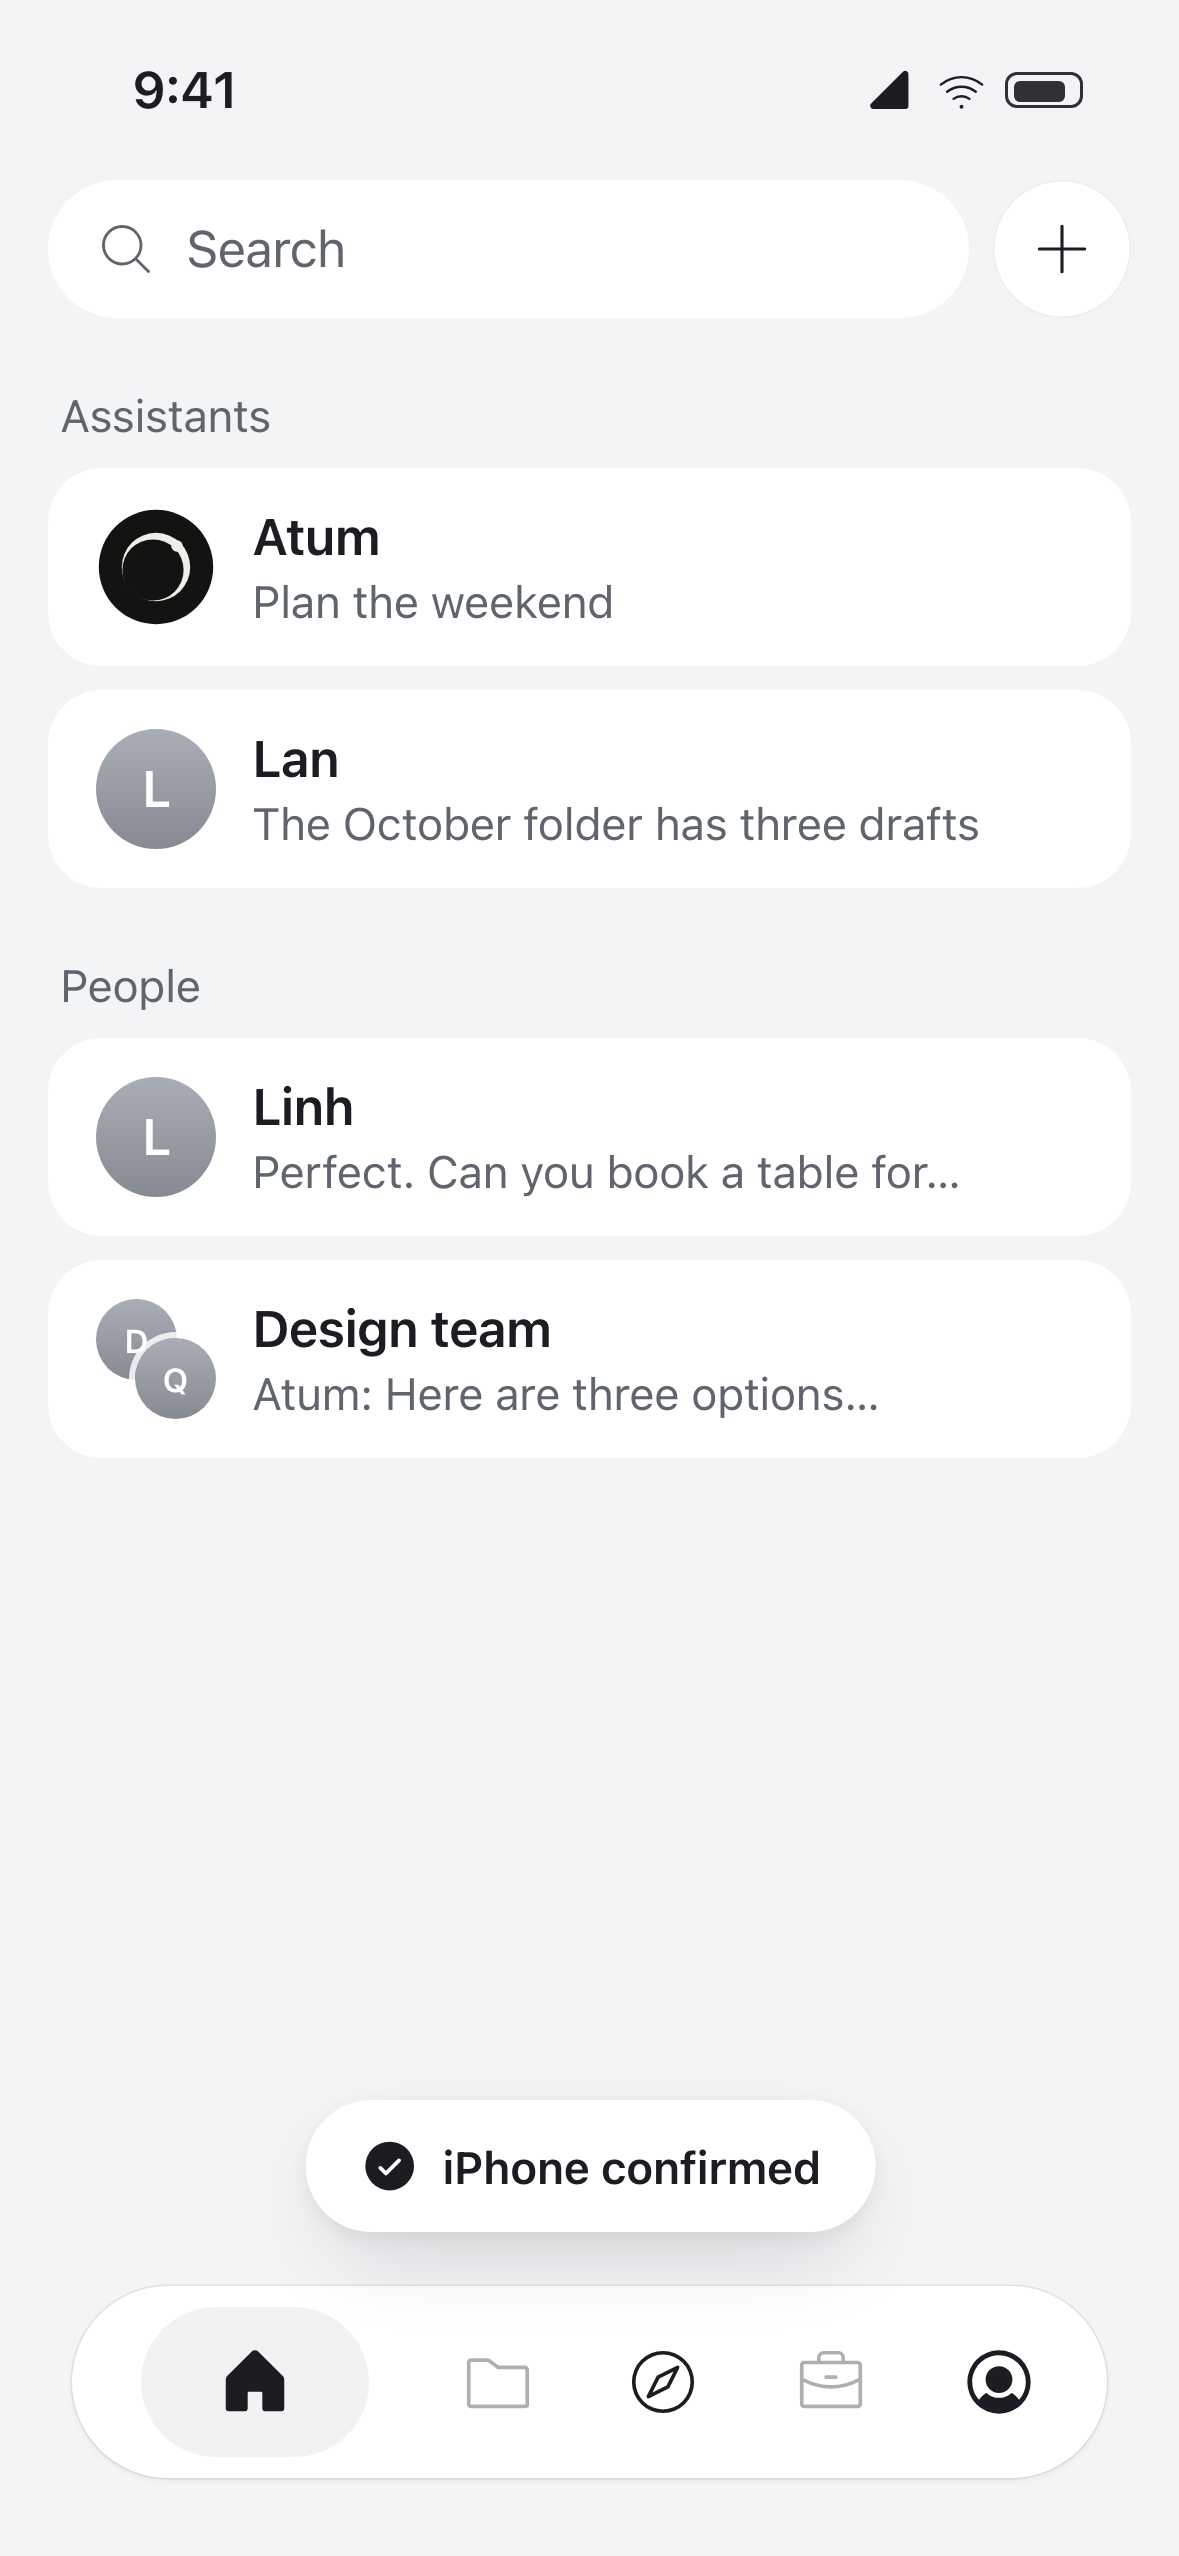 9:41
Search
Assistants
Atum
Plan the weekend
L
Lan
The October folder has three drafts
People
L
Linh
Perfect. Can you book a table for...
D
Q
Design team
Atum: Here are three options...
iPhone confirmed